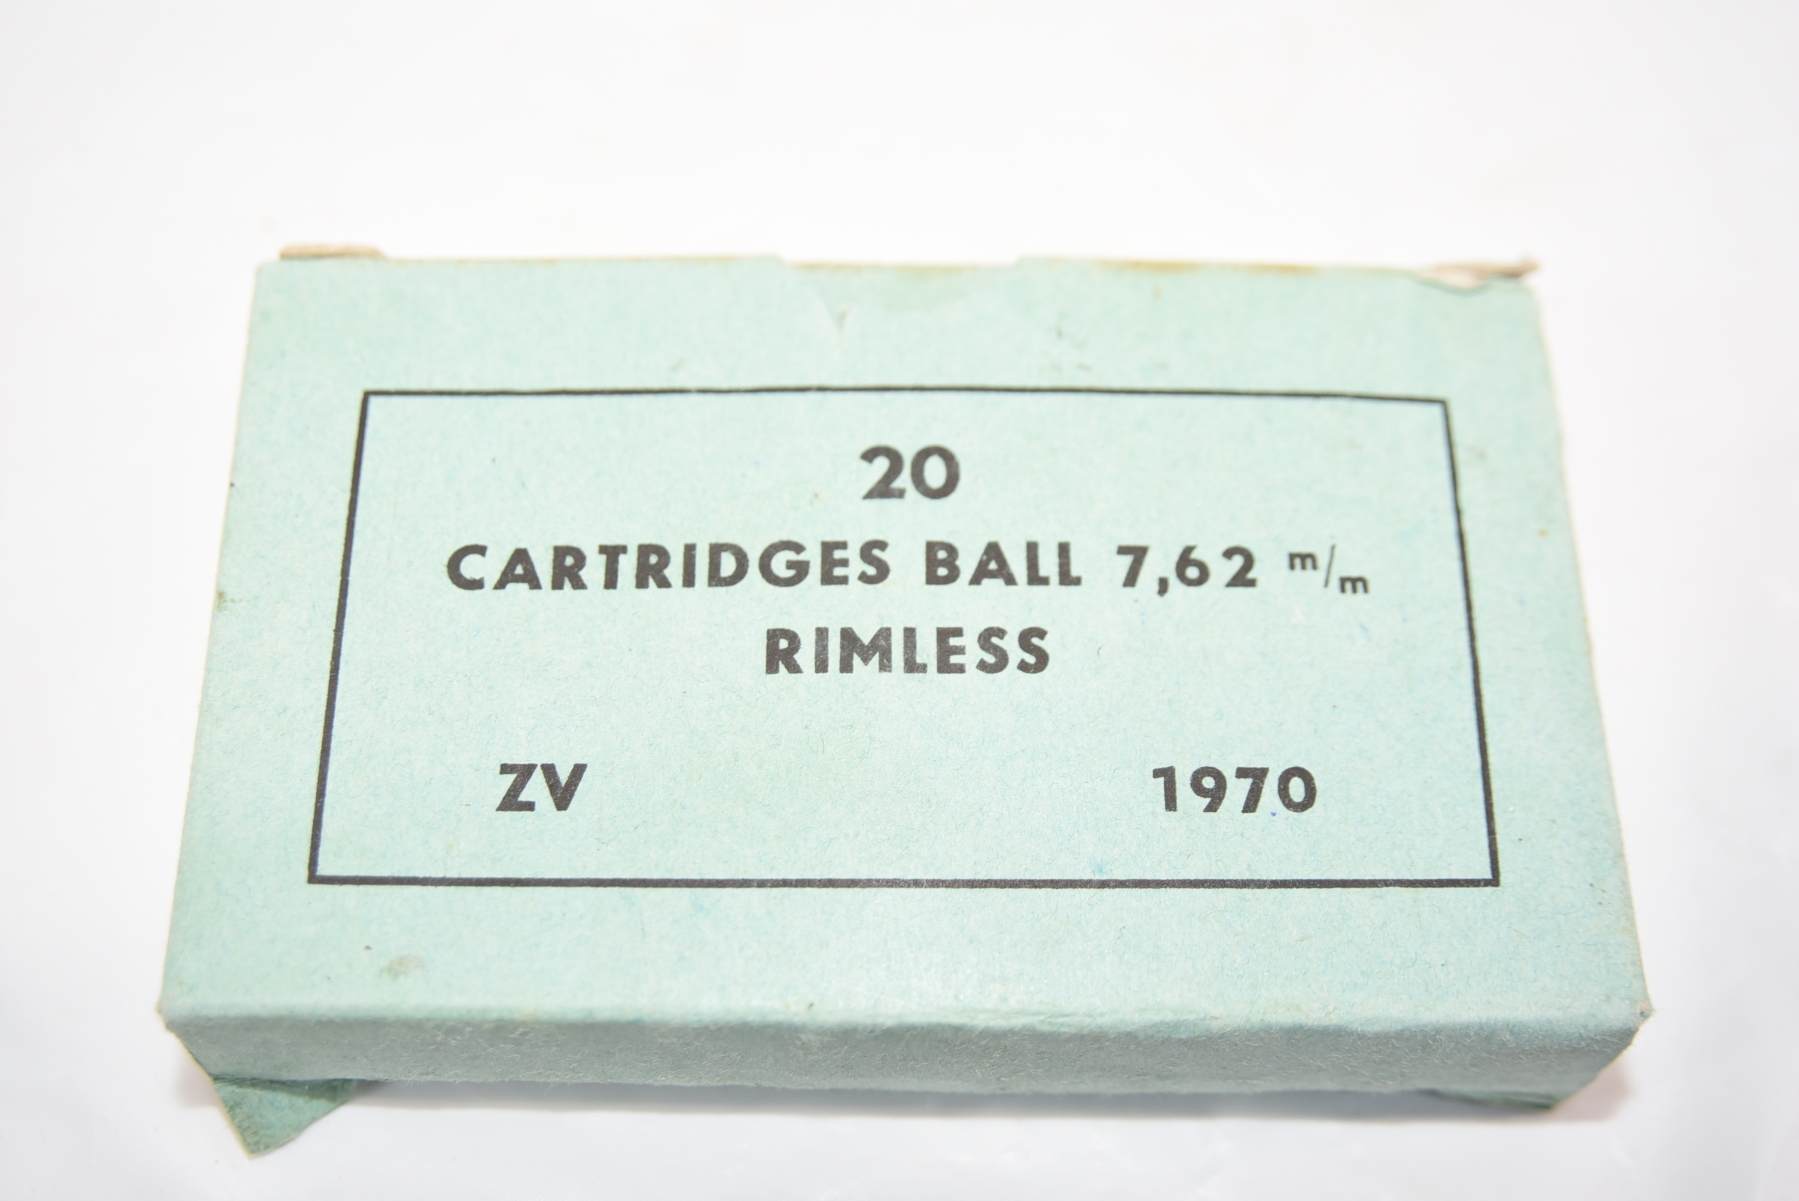 20
CARTRIDGES BALL 7,62 m/m
RIMLESS
ZV 1970